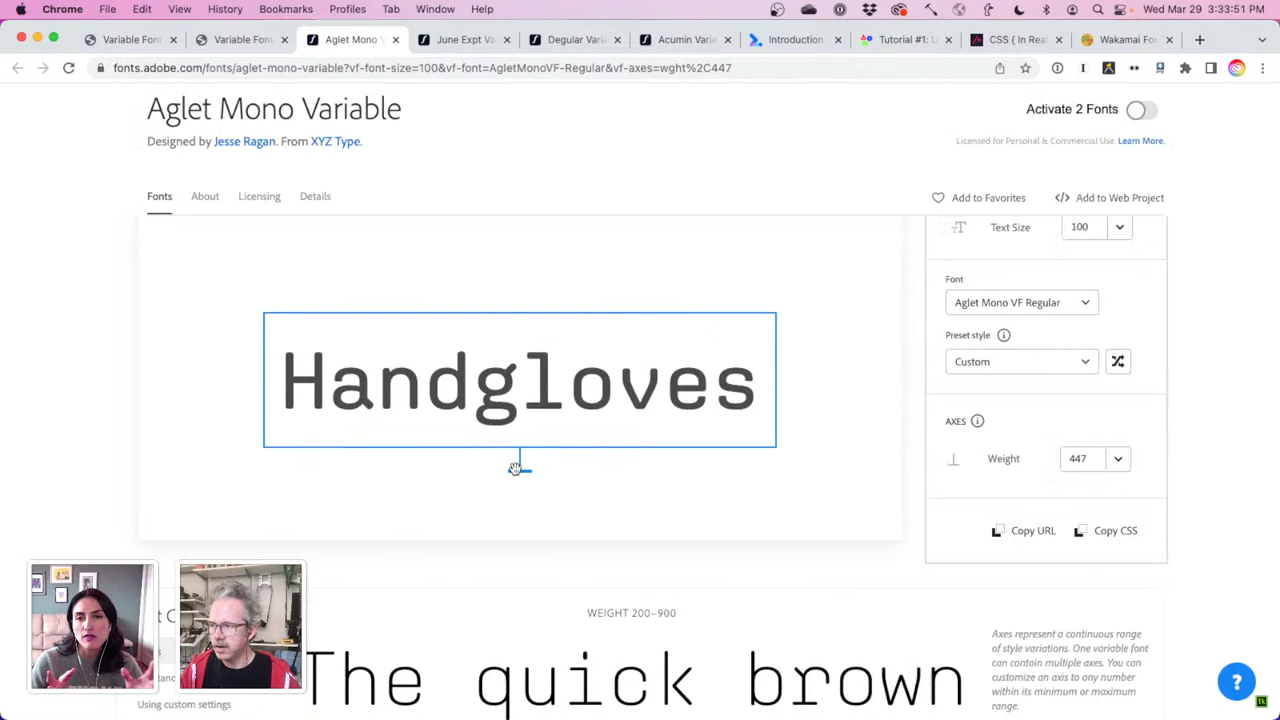 Chrome File Edit View History Bookmarks Profiles Tab Window Help Wed Mar 29 3:33:51 PM
Variable Fon Variable Fon Aglet Mono V June Expt Va Degular Vari Acumin Varia Introduction Tutorial #1: L CSS { In Real Wakamai Fon
fonts.adobe.com/fonts/aglet-mono-variable?vf-font-size=100&vf-font=AgletMonoVF-Regular&vf-axes=wght%2C447
Aglet Mono Variable
Activate 2 Fonts
Designed by Jesse Ragan. From XYZ Type.
Licensed for Personal & Commercial Use. Learn More.
Fonts About Licensing Details
Add to Favorites
Add to Web Project
Text Size 100
Font
Aglet Mono VF Regular
Preset style
Custom
Handgloves
AXES
Weight 447
Copy URL Copy CSS
WEIGHT 200–900
The quick brown
Axes represent a continuous range
of style variations. One variable font
can contain multiple axes. You can
customize an axis to any number
within its minimum or maximum
range.
Using custom settings